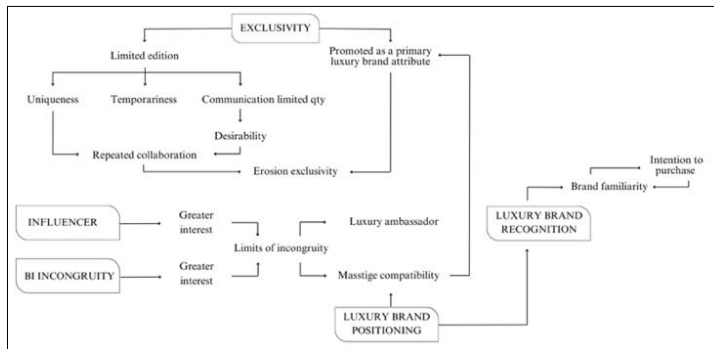 EXCLUSIVITY
Limited edition
Promoted as a primary
luxury brand attribute
Uniqueness
Temporariness
Communication limited qty
Desirability
Repeated collaboration
Erosion exclusivity
Intention to
purchase
Brand familiarity
INFLUENCER
Greater
interest
Luxury ambassador
LUXURY BRAND
RECOGNITION
Limits of incongruity
BI INCONGRUITY
Greater
interest
Masstige compatibility
LUXURY BRAND
POSITIONING